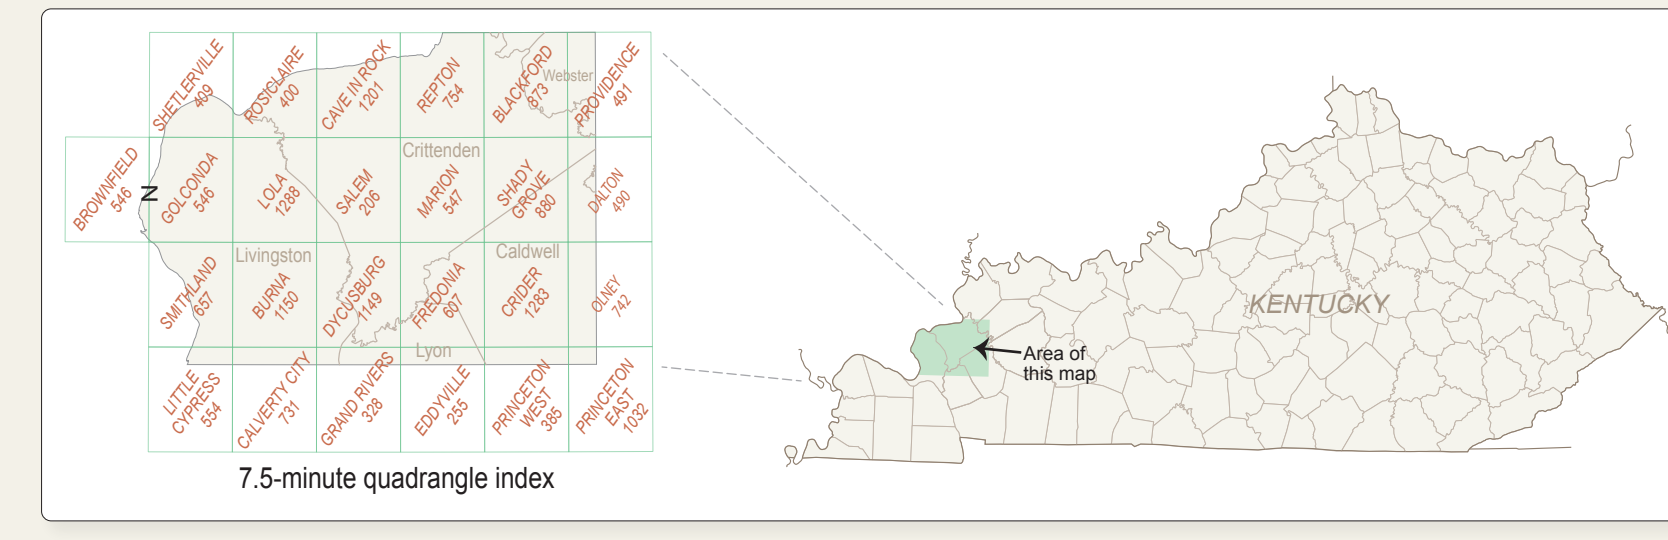 SHETLERVILLE
409
ROSICLAIRE
400
CAVE IN ROCK
1201
REPTON
754
BLACKFORD
873
Webster
PROVIDENCE
491
BROWNFIELD
546
N
GOLCONDA
546
LOLA
1288
SALEM
206
Crittenden
MARION
547
SHADY
GROVE
880
DALTON
490
SMITHLAND
657
Livingston
BURNA
1150
DYCUSBURG
1149
FREDONIA
607
Caldwell
CRIDER
1283
OLNEY
742
Lyon
LITTLE
CYPRESS
554
CALVERTY CITY
731
GRAND RIVERS
328
EDDYVILLE
255
PRINCETON
WEST
385
PRINCETON
EAST
1032
7.5-minute quadrangle index
KENTUCKY
Area of
this map